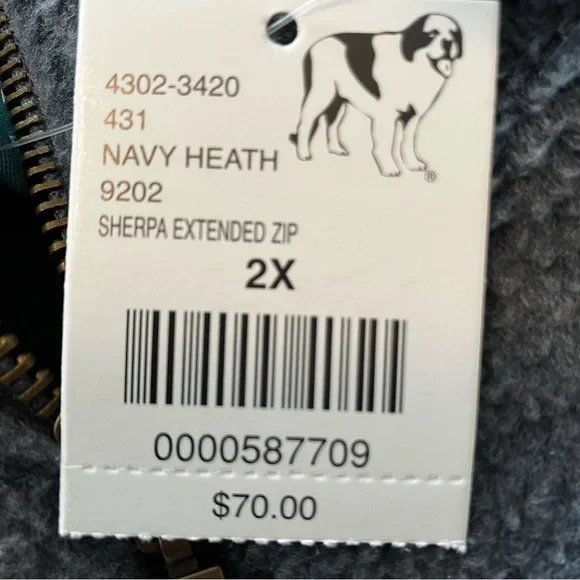 4302-3420
431
NAVY HEATH
9202
SHERPA EXTENDED ZIP
2X
0000587709
$70.00
®